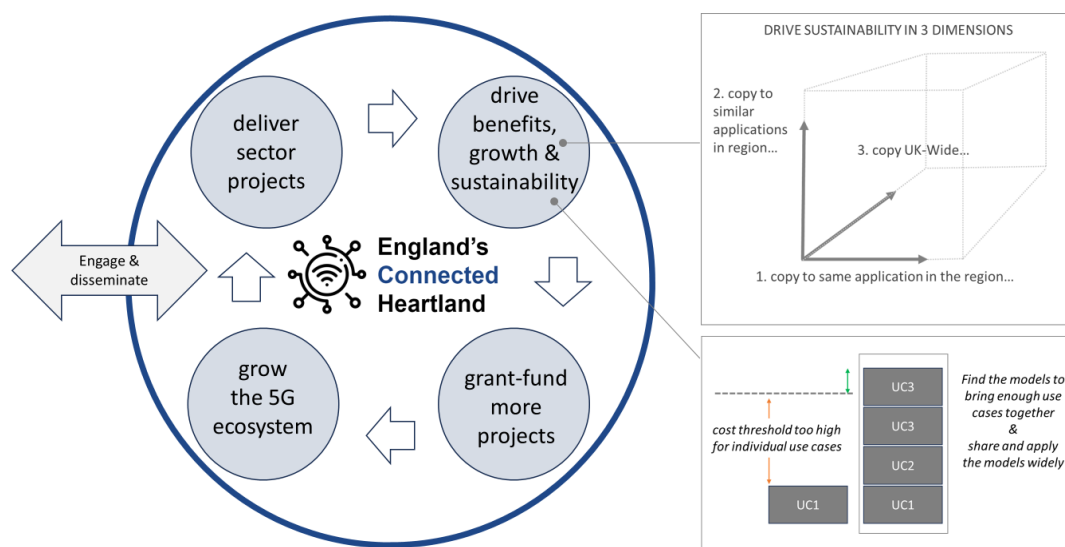 deliver
sector
projects
drive
benefits,
growth &
sustainability
Engage &
disseminate
England's
Connected
Heartland
grow
the 5G
ecosystem
grant-fund
more
projects
DRIVE SUSTAINABILITY IN 3 DIMENSIONS
2. copy to
similar
applications
in region...
3. copy UK-Wide...
1. copy to same application in the region...
cost threshold too high
for individual use cases
UC1
UC3
UC3
UC2
UC1
Find the models to
bring enough use
cases together
&
share and apply
the models widely